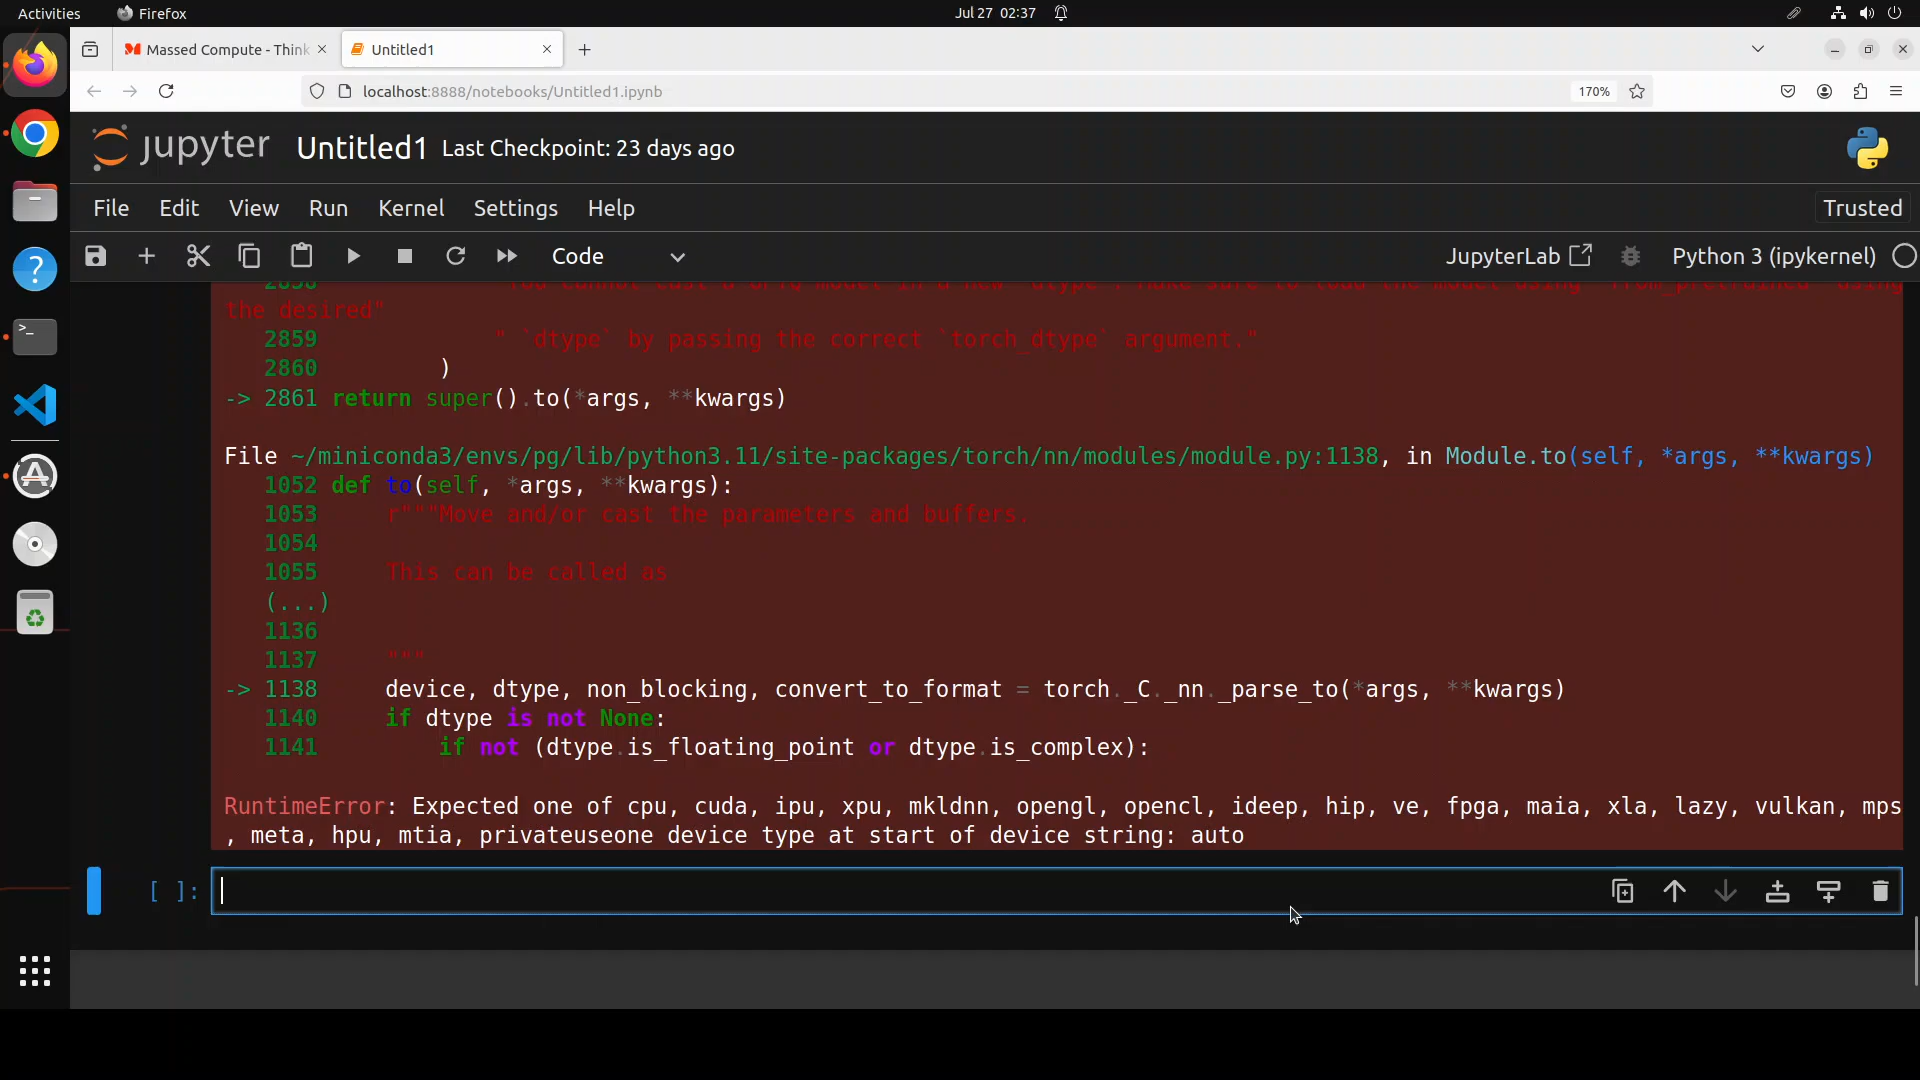 Activities
Firefox
Jul 27 02:37
Massed Compute - Think
Untitled1
localhost:8888/notebooks/Untitled1.ipynb
170%
jupyter
Untitled1
Last Checkpoint: 23 days ago
File
Edit
View
Run
Kernel
Settings
Help
Trusted
Code
JupyterLab
Python 3 (ipykernel)
the desired"
2859 " `dtype` by passing the correct `torch_dtype` argument."
2860 )
-> 2861 return super().to(*args, **kwargs)
File ~/miniconda3/envs/pg/lib/python3.11/site-packages/torch/nn/modules/module.py:1138, in Module.to(self, *args, **kwargs)
1052 def to(self, *args, **kwargs):
1053 r"""Move and/or cast the parameters and buffers.
1054
1055 This can be called as
(...)
1136
1137 """
-> 1138 device, dtype, non_blocking, convert_to_format = torch._C._nn._parse_to(*args, **kwargs)
1140 if dtype is not None:
1141 if not (dtype.is_floating_point or dtype.is_complex):
RuntimeError: Expected one of cpu, cuda, ipu, xpu, mkldnn, opengl, opencl, ideep, hip, ve, fpga, maia, xla, lazy, vulkan, mps
, meta, hpu, mtia, privateuseone device type at start of device string: auto
[ ]: